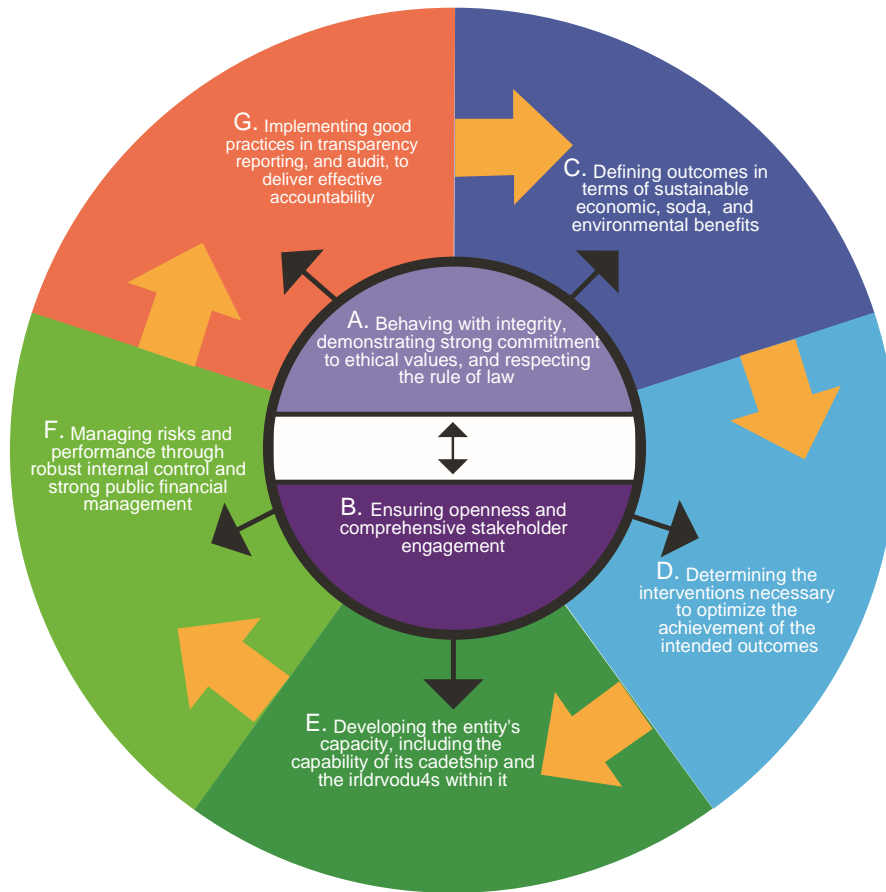 G. Implementing good
practices in transparency
reporting, and audit, to
deliver effective
accountability
C. Defining outcomes in
terms of sustainable
economic, soda, and
environmental benefits
A. Behaving with integrity,
demonstrating strong commitment
to ethical values, and respecting
the rule of law
F. Managing risks and
performance through
robust internal control and
strong public financial
management
B. Ensuring openness and
comprehensive stakeholder
engagement
D. Determining the
interventions necessary
to optimize the
achievement of the
intended outcomes
E. Developing the entity's
capacity, including the
capability of its cadetship and
the irldrvodu4s within it